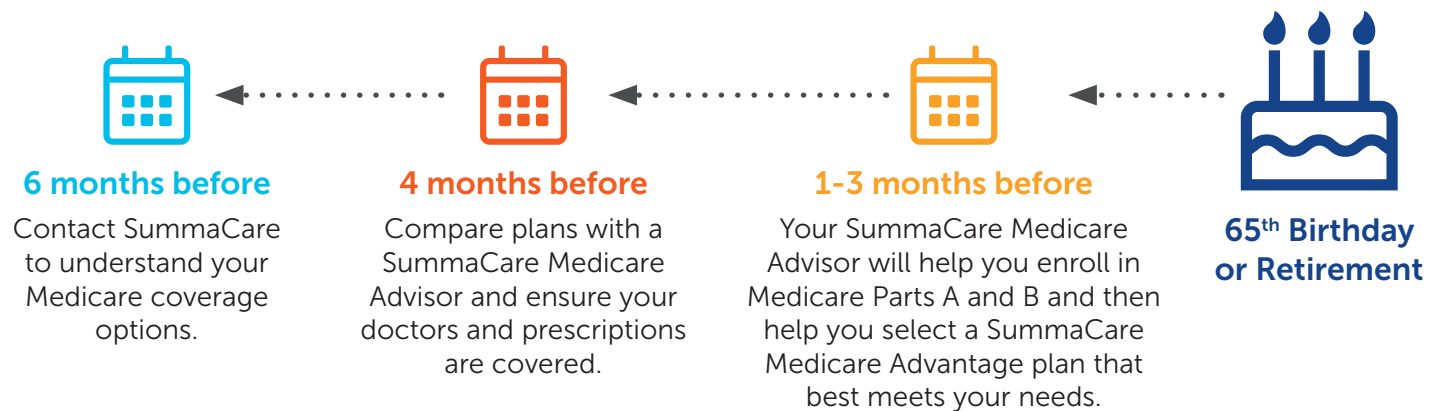 6 months before
Contact SummaCare
to understand your
Medicare coverage
options.
4 months before
Compare plans with a
SummaCare Medicare
Advisor and ensure your
doctors and prescriptions
are covered.
1-3 months before
Your SummaCare Medicare
Advisor will help you enroll in
Medicare Parts A and B and then
help you select a SummaCare
Medicare Advantage plan that
best meets your needs.
65th Birthday
or Retirement